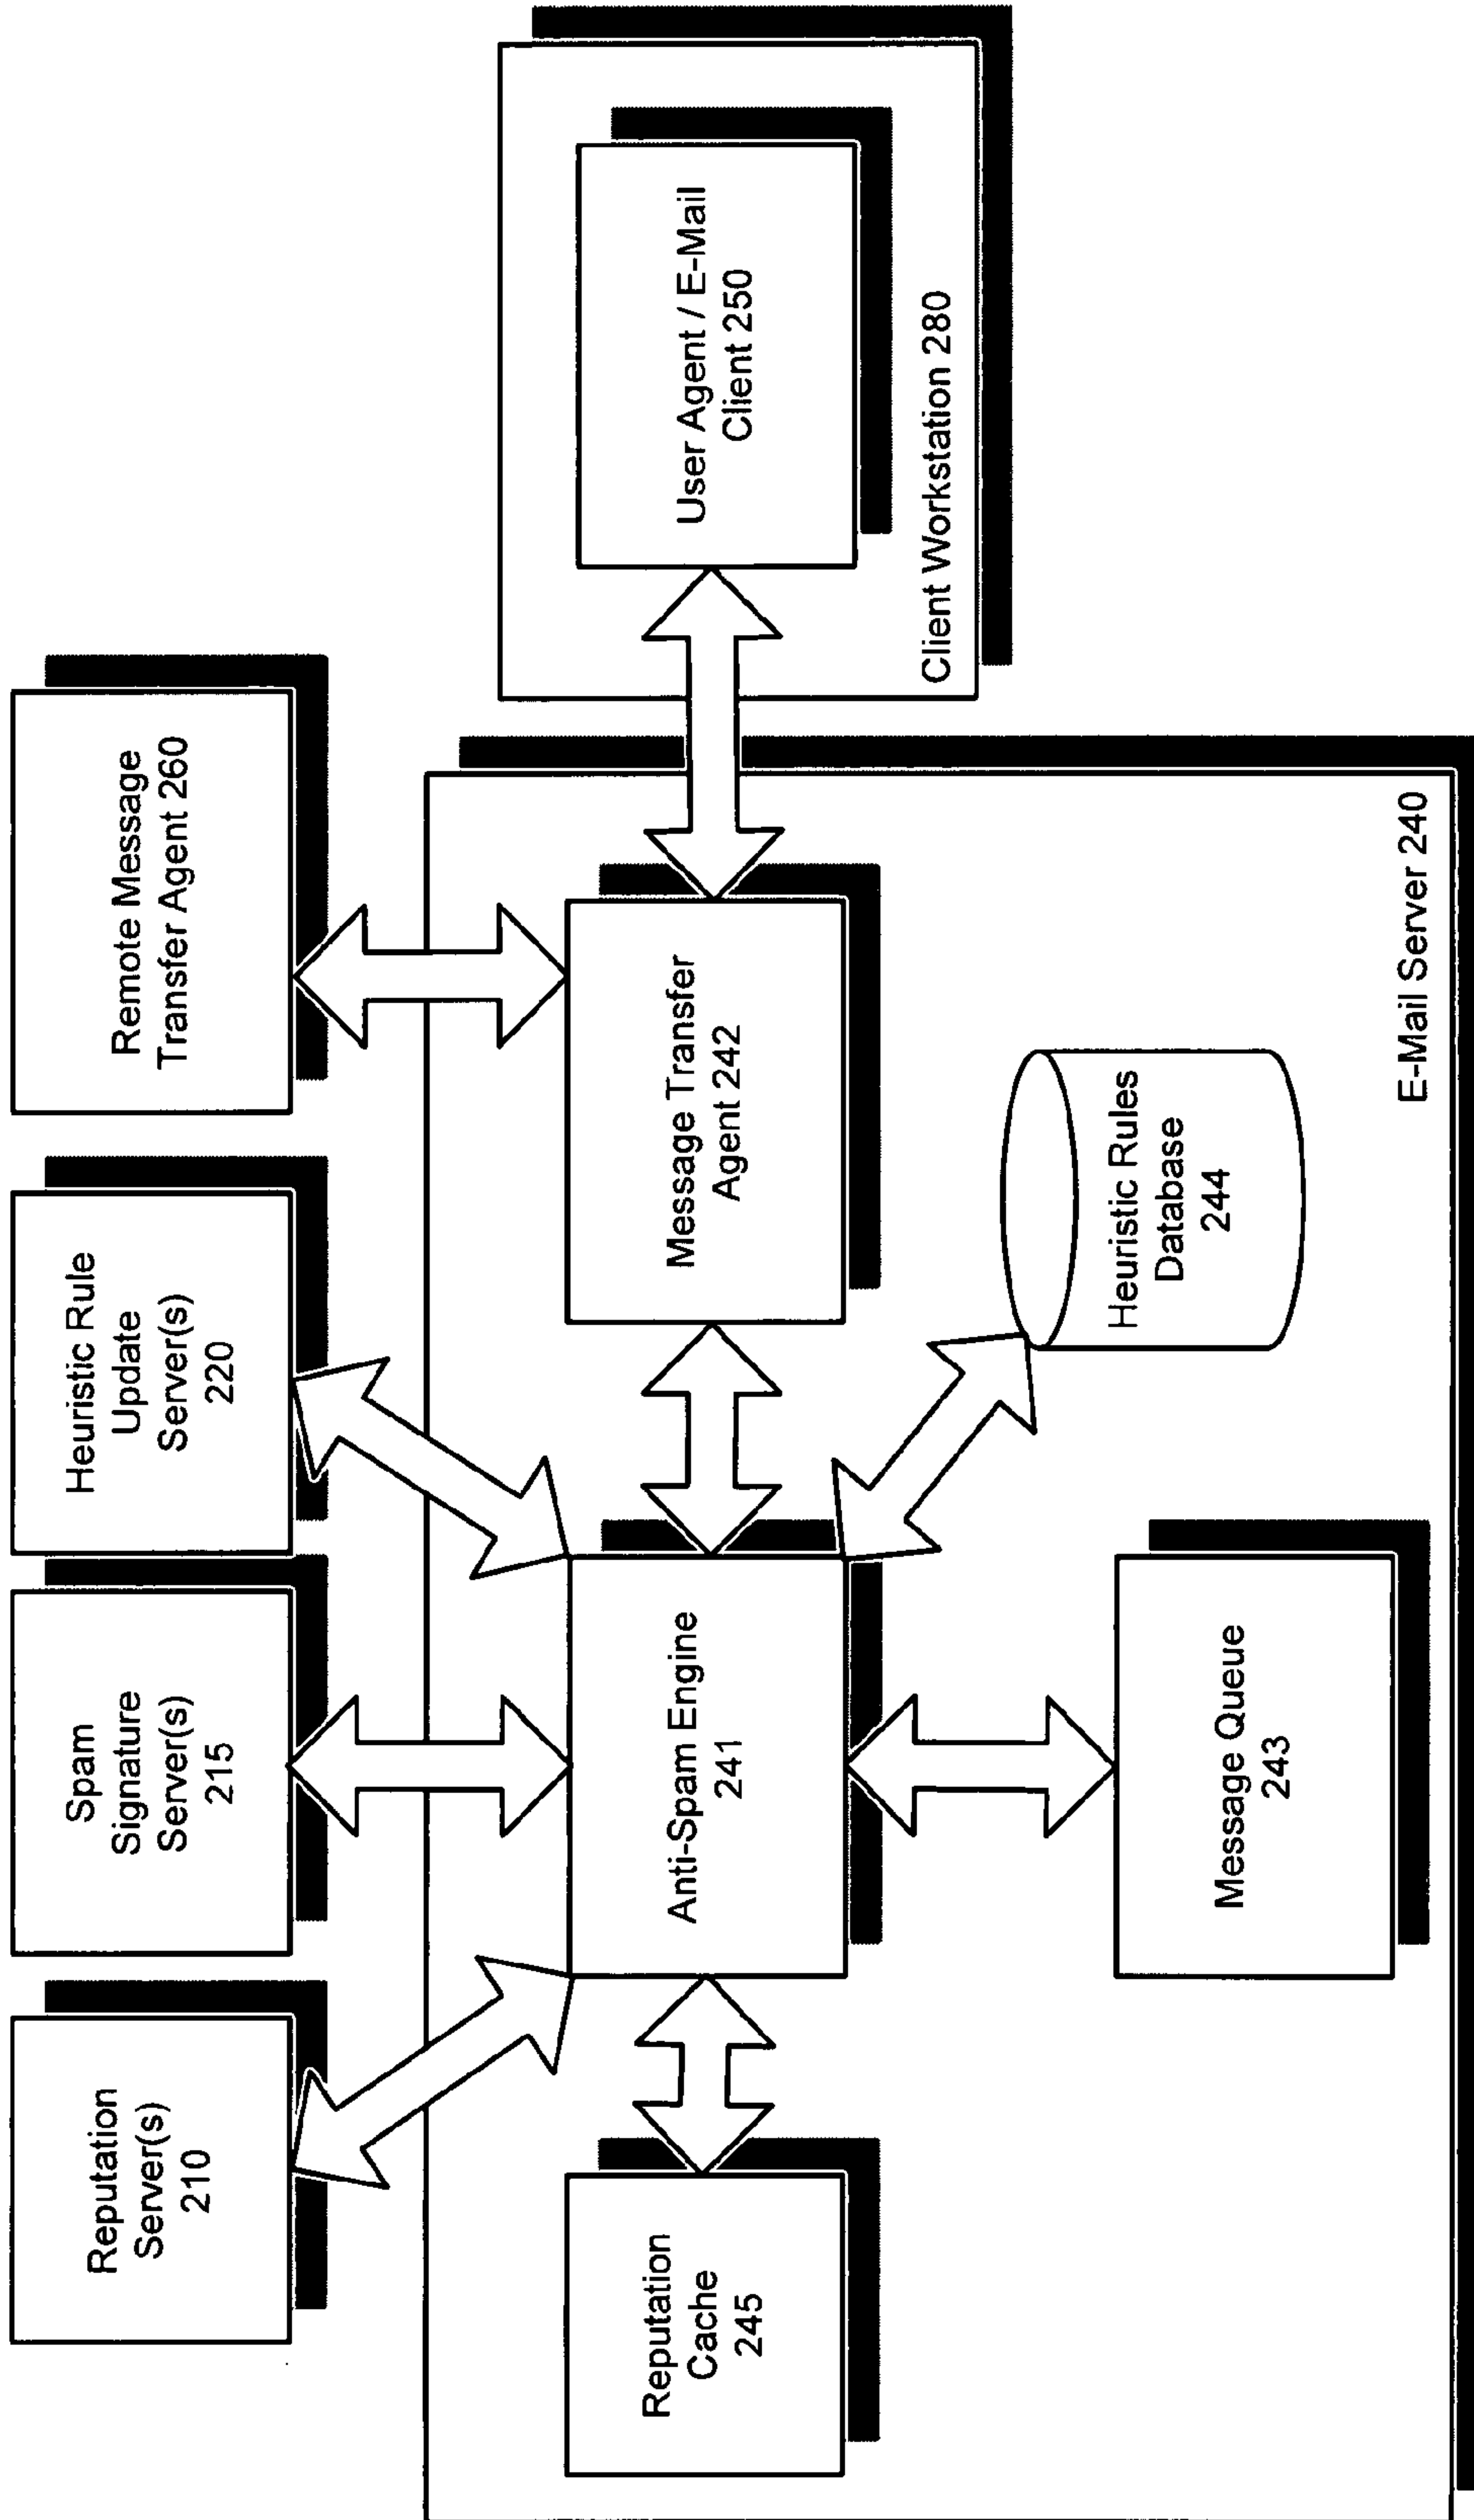 Reputation
Server(s)
210
Spam
Signature
Server(s)
215
Heuristic Rule
Update
Server(s)
220
Remote Message
Transfer Agent 260
Reputation
Cache
245
Anti-Spam Engine
241
Message Transfer
Agent 242
User Agent / E-Mail
Client 250
Client Workstation 280
Heuristic Rules
Database
244
Message Queue
243
E-Mail Server 240